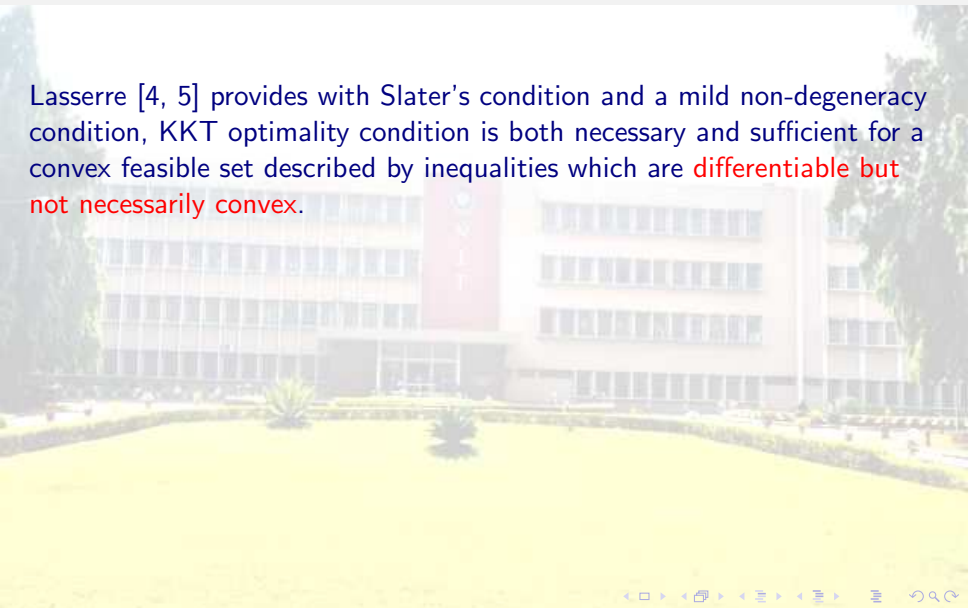 Lasserre [4, 5] provides with Slater's condition and a mild non-degeneracy
condition, KKT optimality condition is both necessary and sufficient for a
convex feasible set described by inequalities which are differentiable but
not necessarily convex.